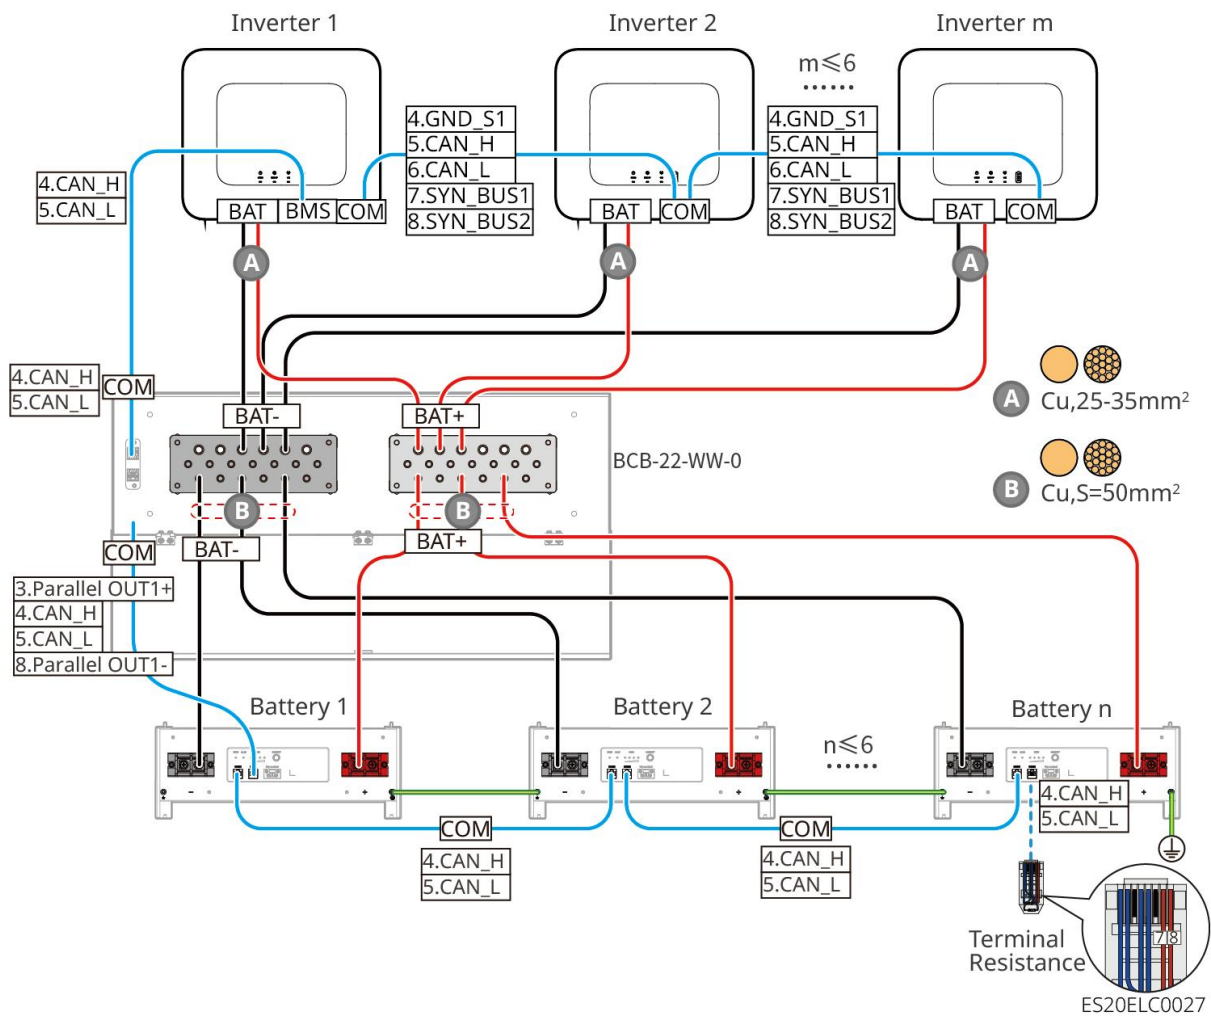 Inverter 1
Inverter 2
Inverter m
m≤6
4.GND_S1
5.CAN_H
6.CAN_L
7.SYN_BUS1
8.SYN_BUS2
4.GND_S1
5.CAN_H
6.CAN_L
7.SYN_BUS1
8.SYN_BUS2
4.CAN_H
5.CAN_L
BAT
BMS
COM
BAT
COM
BAT
COM
A
A
A
4.CAN_H
5.CAN_L
COM
BAT-
BAT+
A
Cu,25-35mm²
BCB-22-WW-0
B
Cu,S=50mm²
B
B
COM
BAT-
BAT+
3.Parallel OUT1+
4.CAN_H
5.CAN_L
8.Parallel OUT1-
Battery 1
Battery 2
Battery n
n≤6
-
+
-
+
-
+
4.CAN_H
5.CAN_L
COM
4.CAN_H
5.CAN_L
COM
4.CAN_H
5.CAN_L
7 8
Terminal
Resistance
ES20ELC0027